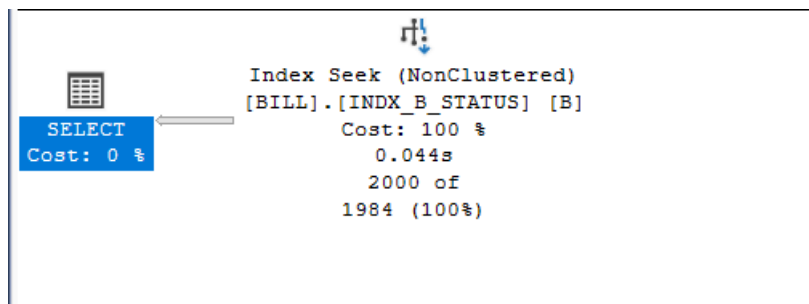 Index Seek (NonClustered)
[BILL].[INDX_B_STATUS] [B]
Cost: 100 %
0.044s
2000 of
1984 (100%)
SELECT
Cost: 0 %